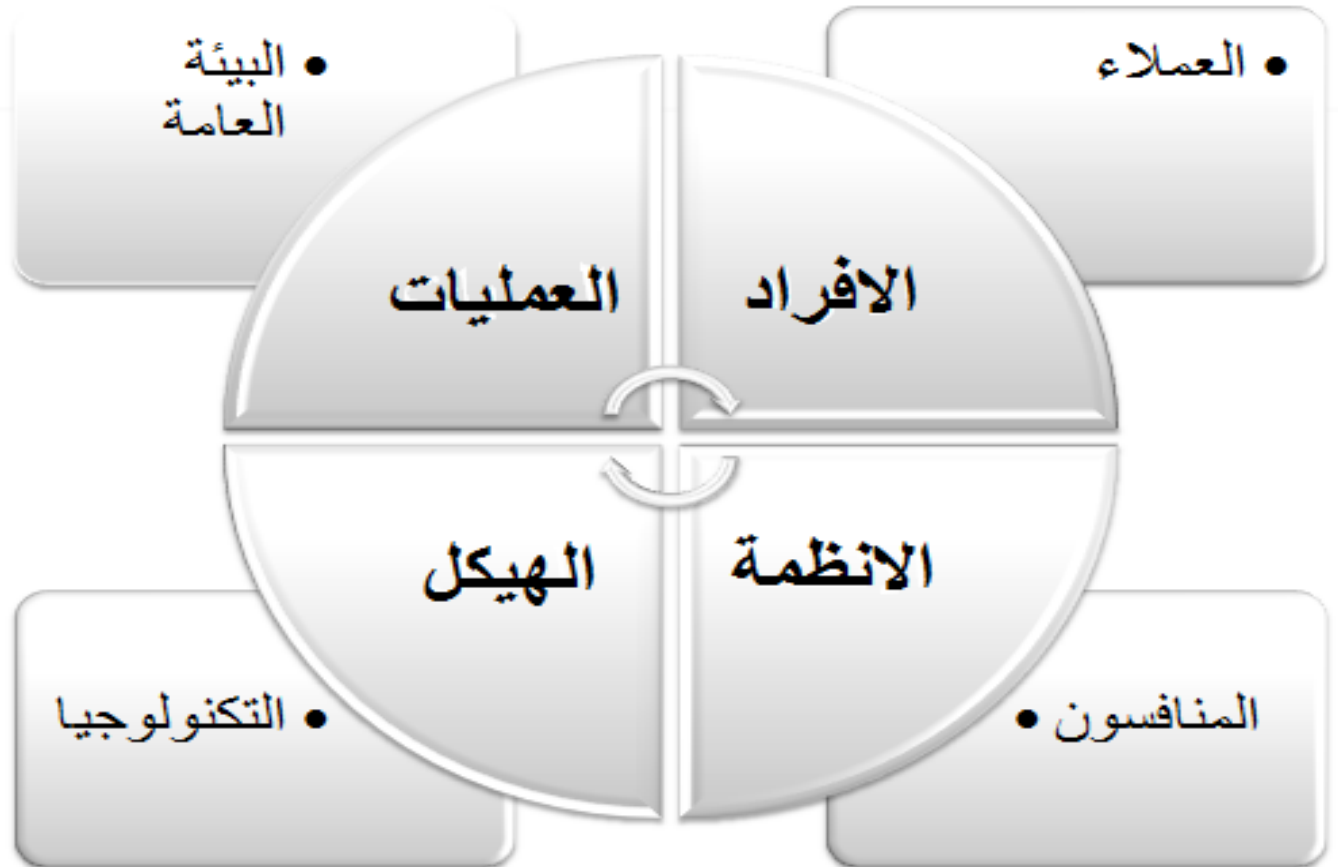 • العملاء
• البيئة
العامة
الافراد
العمليات
الانظمة
الهيكل
المنافسون •
• التكنولوجيا